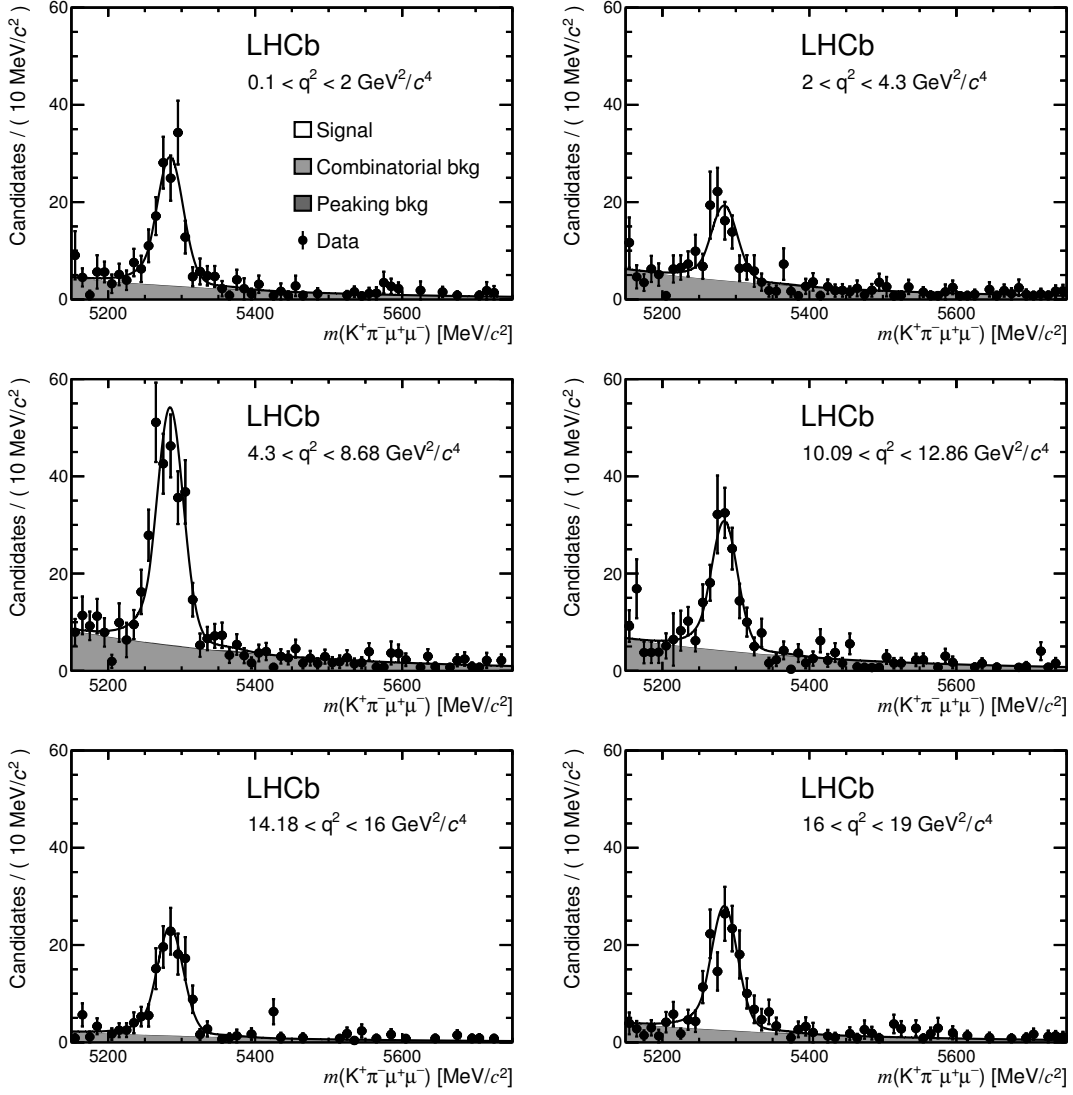 Candidates / ( 10 MeV/c² )
60
40
20
0
LHCb
0.1 < q² < 2 GeV²/c⁴
Signal
Combinatorial bkg
Peaking bkg
Data
5200 5400 5600
m(K⁺π⁻μ⁺μ⁻) [MeV/c²]
Candidates / ( 10 MeV/c² )
60
40
20
0
LHCb
2 < q² < 4.3 GeV²/c⁴
5200 5400 5600
m(K⁺π⁻μ⁺μ⁻) [MeV/c²]
Candidates / ( 10 MeV/c² )
60
40
20
0
LHCb
4.3 < q² < 8.68 GeV²/c⁴
5200 5400 5600
m(K⁺π⁻μ⁺μ⁻) [MeV/c²]
Candidates / ( 10 MeV/c² )
60
40
20
0
LHCb
10.09 < q² < 12.86 GeV²/c⁴
5200 5400 5600
m(K⁺π⁻μ⁺μ⁻) [MeV/c²]
Candidates / ( 10 MeV/c² )
60
40
20
0
LHCb
14.18 < q² < 16 GeV²/c⁴
5200 5400 5600
m(K⁺π⁻μ⁺μ⁻) [MeV/c²]
Candidates / ( 10 MeV/c² )
60
40
20
0
LHCb
16 < q² < 19 GeV²/c⁴
5200 5400 5600
m(K⁺π⁻μ⁺μ⁻) [MeV/c²]